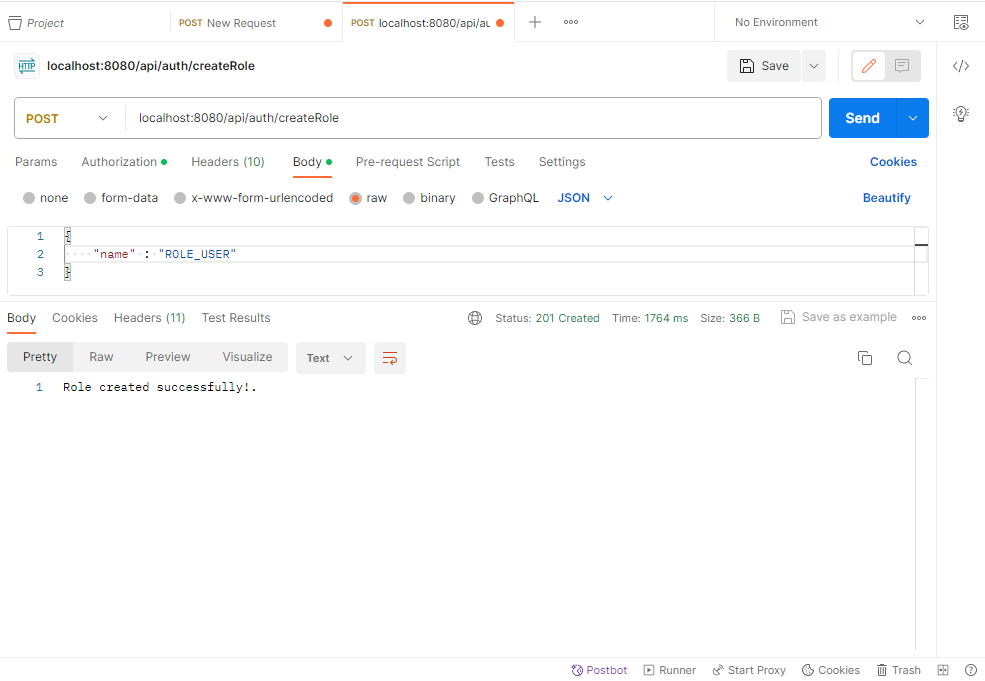 Project POST New Request POST localhost:8080/api/au No Environment
HTTP localhost:8080/api/auth/createRole Save
POST localhost:8080/api/auth/createRole Send
Params Authorization Headers (10) Body Pre-request Script Tests Settings Cookies
none form-data x-www-form-urlencoded raw binary GraphQL JSON Beautify
1 {
2 "name" : "ROLE_USER"
3 }
Body Cookies Headers (11) Test Results Status: 201 Created Time: 1764 ms Size: 366 B Save as example
Pretty Raw Preview Visualize Text
1 Role created successfully!.
Postbot Runner Start Proxy Cookies Trash